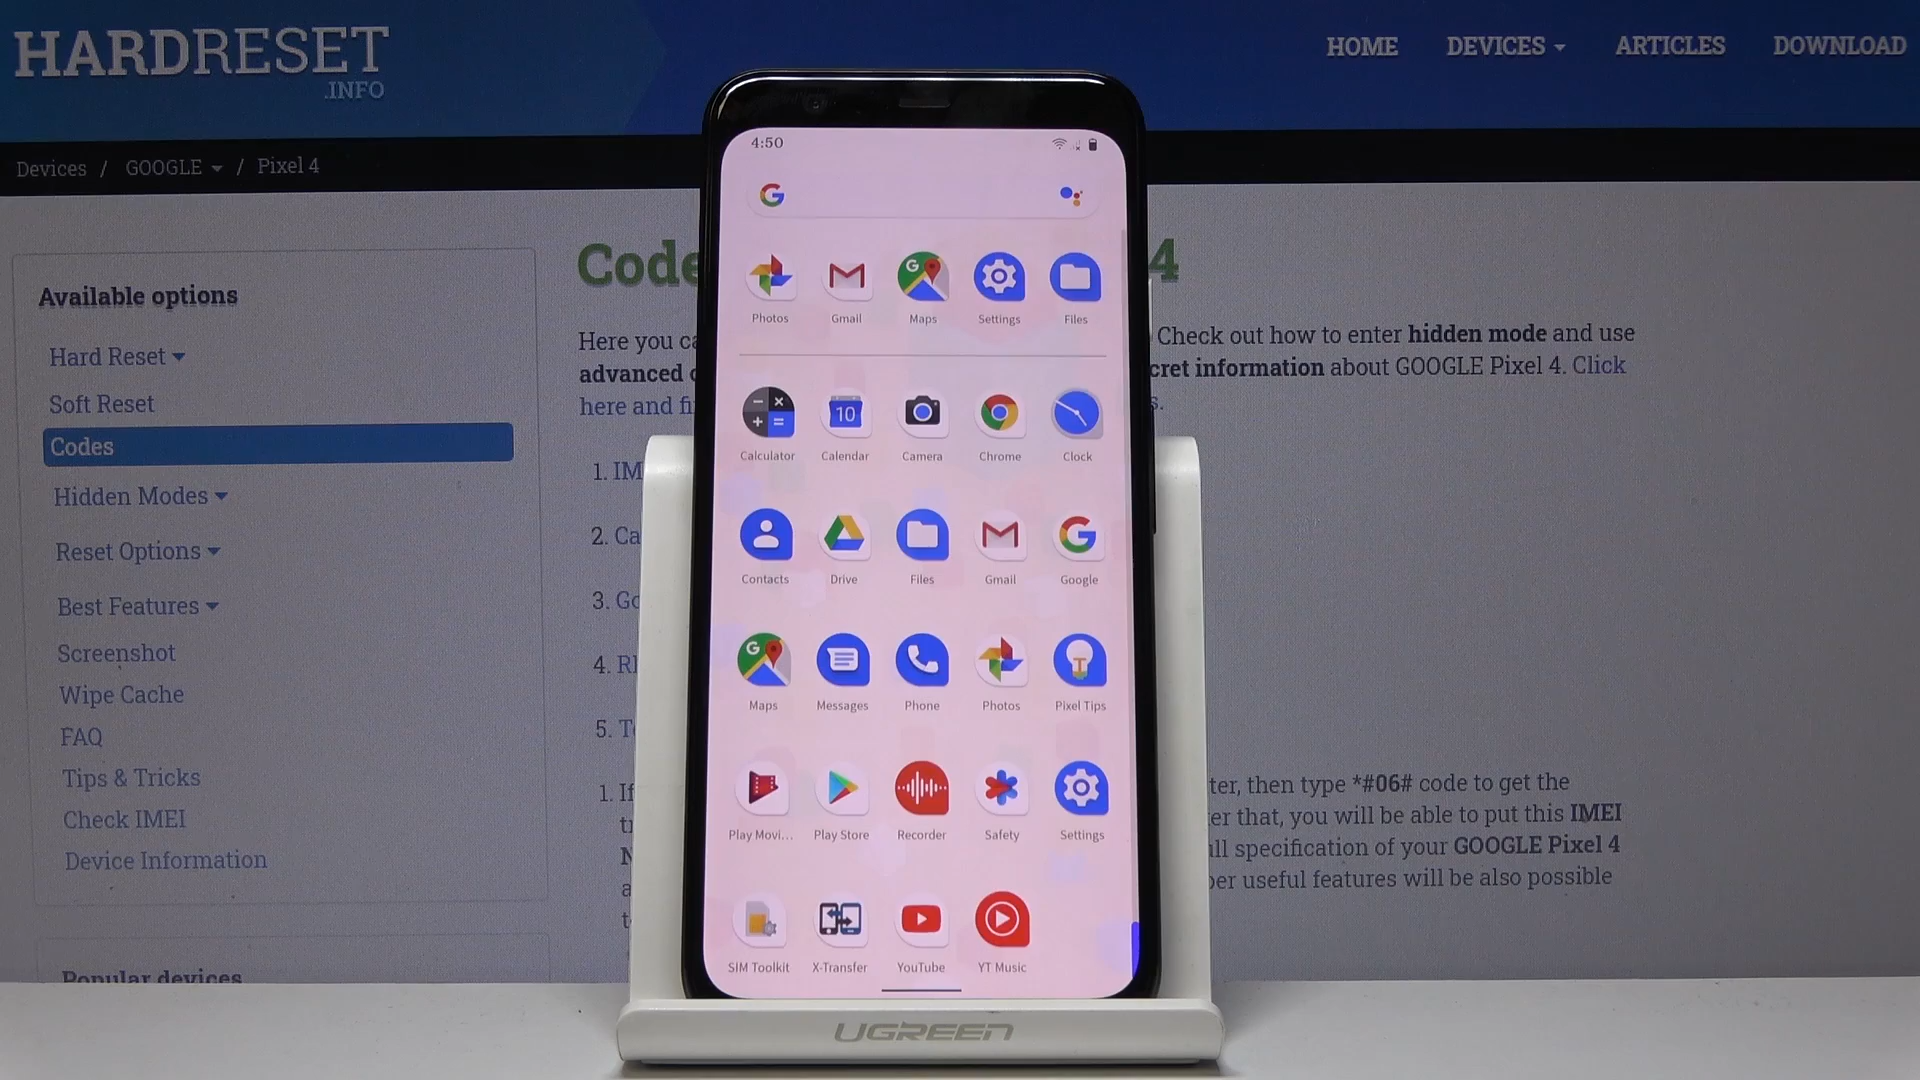 HARDRESET
.INFO
HOME DEVICES ARTICLES DOWNLOAD
Devices / GOOGLE / Pixel 4
Available options
Hard Reset
Soft Reset
Codes
Hidden Modes
Reset Options
Best Features
Screenshot
Wipe Cache
FAQ
Tips & Tricks
Check IMEI
Device Information
Popular devices
Code 4
Here you ca Check out how to enter hidden mode and use
advanced cret information about GOOGLE Pixel 4. Click
here and fi s.
1. IM
2. Ca
3. Go
4. R
5. T
1. If ter, then type *#06# code to get the
er that, you will be able to put this IMEI
N ll specification of your GOOGLE Pixel 4
a er useful features will be also possible
4:50
G
Photos Gmail Maps Settings Files
10
Calculator Calendar Camera Chrome Clock
Contacts Drive Files Gmail Google
Maps Messages Phone Photos Pixel Tips
Play Movi... Play Store Recorder Safety Settings
SIM Toolkit X-Transfer YouTube YT Music
UGREEN